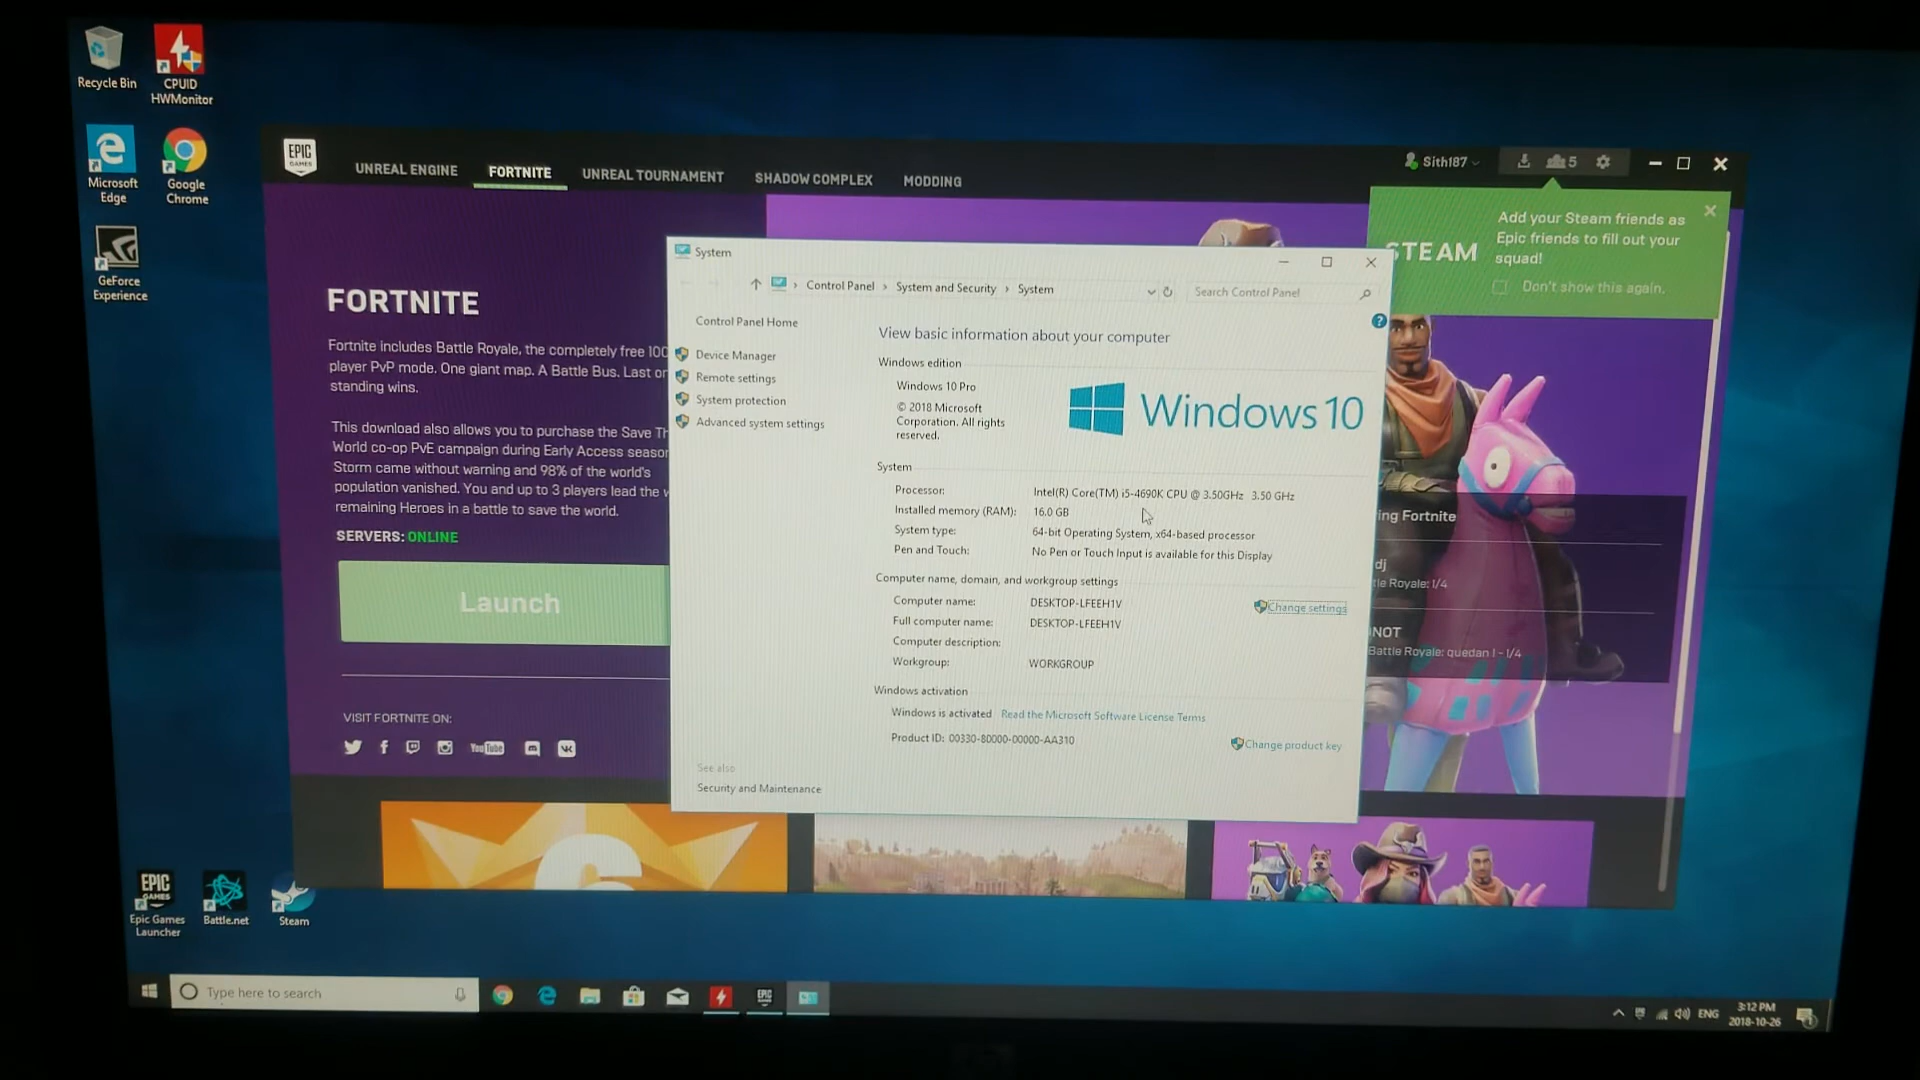 Recycle Bin
CPUID
HWMonitor
Microsoft
Edge
Google
Chrome
GeForce
Experience
EPIC
GAMES
UNREAL ENGINE
FORTNITE
UNREAL TOURNAMENT
SHADOW COMPLEX
MODDING
Sith187
5
Add your Steam friends as
Epic friends to fill out your
squad!
Don't show this again.
STEAM
FORTNITE
Fortnite includes Battle Royale, the completely free 100
player PvP mode. One giant map. A Battle Bus. Last
standing wins.
This download also allows you to purchase the Save
World co-op PvE campaign during Early Access
Storm came without warning and 98% of the world's
population vanished. You and up to 3 players lead the
remaining Heroes in a battle to save the world.
SERVERS: ONLINE
Launch
VISIT FORTNITE ON:
YouTube
System
Control Panel › System and Security › System
Search Control Panel
Control Panel Home
Device Manager
Remote settings
System protection
Advanced system settings
See also
Security and Maintenance
View basic information about your computer
Windows edition
Windows 10 Pro
© 2018 Microsoft
Corporation. All rights
reserved.
Windows 10
System
Processor: Intel(R) Core(TM) i5-4690K CPU @ 3.50GHz 3.50 GHz
Installed memory (RAM): 16.0 GB
System type: 64-bit Operating System, x64-based processor
Pen and Touch: No Pen or Touch Input is available for this Display
Computer name, domain, and workgroup settings
Computer name: DESKTOP-LFEEH1V
Change settings
Full computer name: DESKTOP-LFEEH1V
Computer description:
Workgroup: WORKGROUP
Windows activation
Windows is activated Read the Microsoft Software License Terms
Product ID: 00330-80000-00000-AA310
Change product key
ing Fortnite
dj
tle Royale: 1/4
NOT
Battle Royale: quedan 1 - 1/4
EPIC
GAMES
Epic Games
Launcher
Battle.net
Steam
Type here to search
EPIC
ENG
3:12 PM
2018-10-26